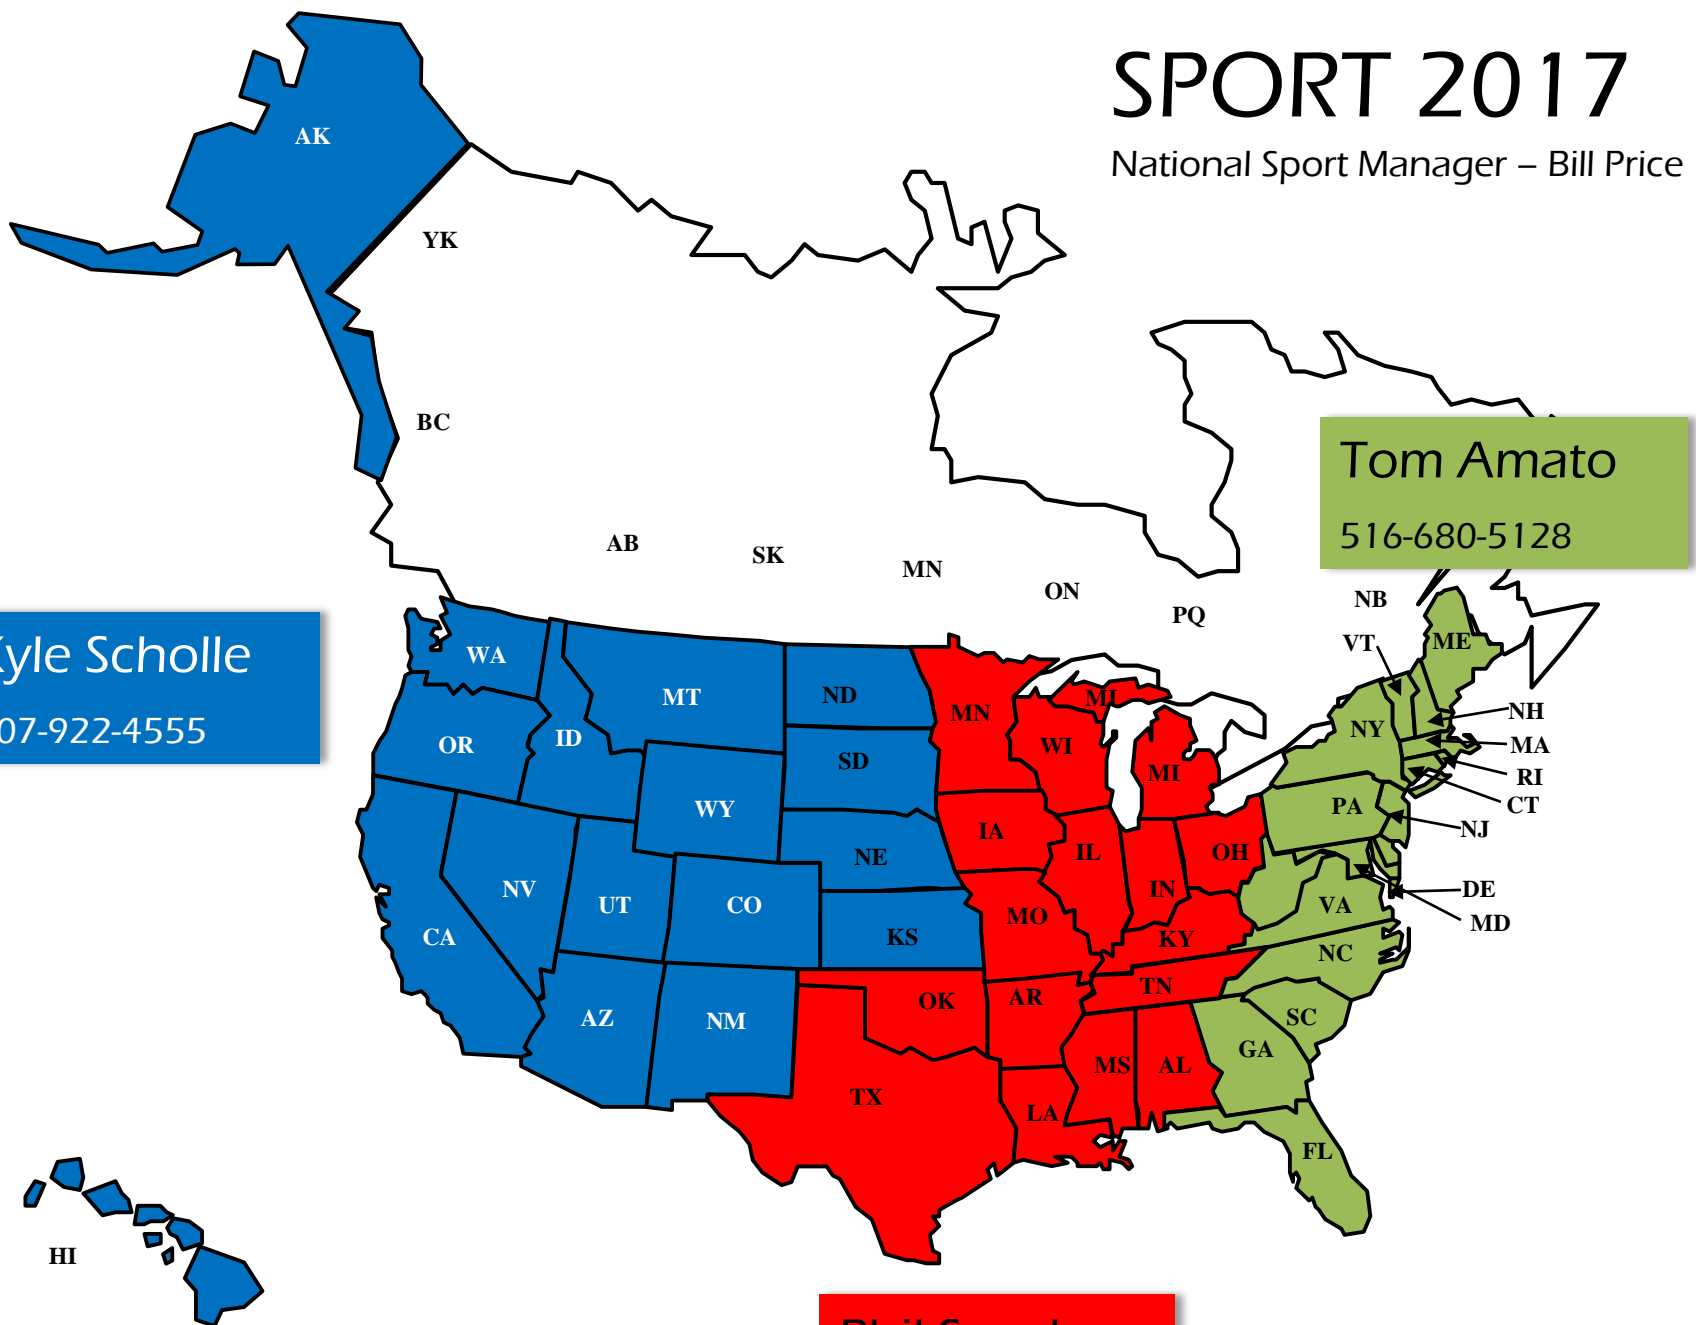 SPORT 2017
National Sport Manager – Bill Price
AK
YK
BC
Tom Amato
516-680-5128
AB
SK
MN
ON
PQ
NB
VT
ME
Kyle Scholle
07-922-4555
WA
MT
ND
MN
MI
NY
NH
MA
RI
CT
OR
ID
SD
WI
MI
PA
NJ
WY
IA
IL
OH
NE
IN
DE
MD
NV
UT
CO
MO
VA
CA
KS
KY
NC
AZ
NM
OK
AR
TN
SC
GA
TX
MS
AL
LA
FL
HI